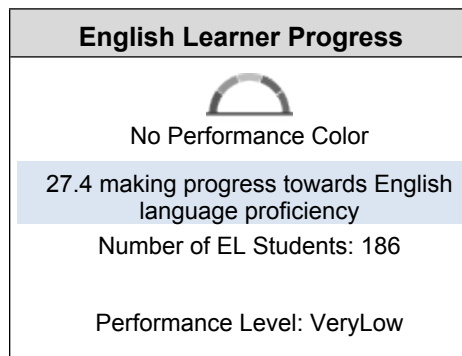 English Learner Progress
No Performance Color
27.4 making progress towards English
language proficiency
Number of EL Students: 186
Performance Level: VeryLow